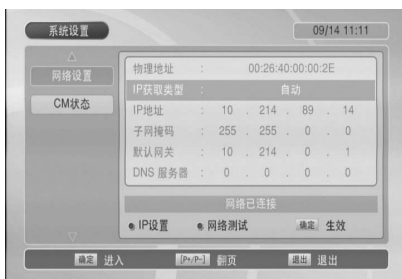 系统设置 09/14 11:11
网络设置
CM状态
物理地址 : 00:26:40:00:00:2E
IP获取类型 : 自动
IP地址 : 10 . 214 . 89 . 14
子网掩码 : 255 . 255 . 0 . 0
默认网关 : 10 . 214 . 0 . 1
DNS 服务器 : 0 . 0 . 0 . 0
网络已连接
IP设置 网络测试 确定 生效
确定 进入 [P+/P-] 翻页 退出 退出